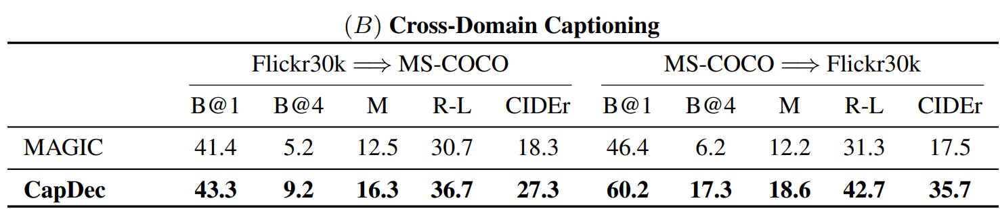 (B) Cross-Domain Captioning
Flickr30k ⟹ MS-COCO MS-COCO ⟹ Flickr30k
B@1 B@4 M R-L CIDEr B@1 B@4 M R-L CIDEr
MAGIC 41.4 5.2 12.5 30.7 18.3 46.4 6.2 12.2 31.3 17.5
CapDec 43.3 9.2 16.3 36.7 27.3 60.2 17.3 18.6 42.7 35.7